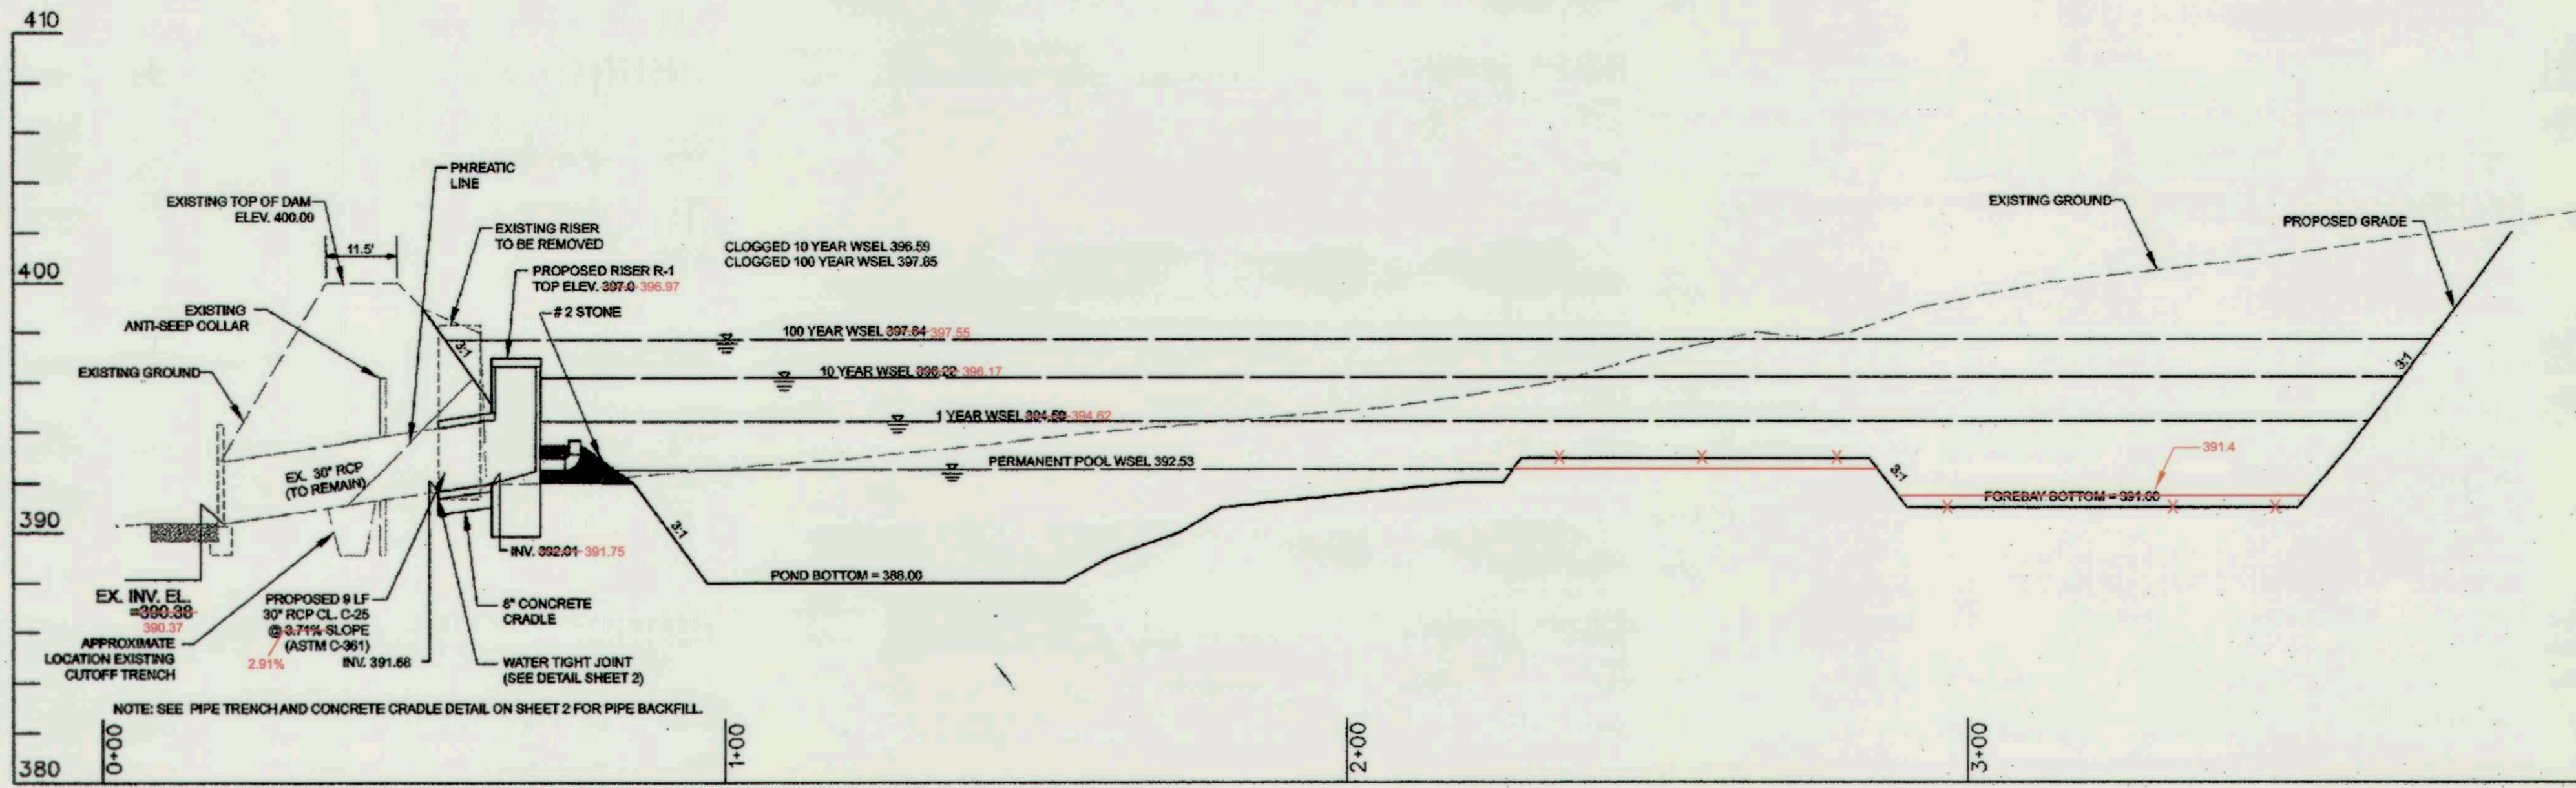 410
400
390
380
PHREATIC
LINE
EXISTING TOP OF DAM
ELEV. 400.00
11.5'
EXISTING RISER
TO BE REMOVED
CLOGGED 10 YEAR WSEL 396.59
CLOGGED 100 YEAR WSEL 397.65
PROPOSED RISER R-1
TOP ELEV. 397.0 396.97
# 2 STONE
EXISTING
ANTI-SEEP COLLAR
EXISTING GROUND
3:1
100 YEAR WSEL 397.64 397.55
10 YEAR WSEL 396.22 396.17
1 YEAR WSEL 394.59 394.62
PERMANENT POOL WSEL 392.53
EXISTING GROUND
PROPOSED GRADE
3:1
391.4
3:1
FOREBAY BOTTOM = 391.00
EX. 30" RCP
(TO REMAIN)
3:1
INV. 392.01 391.75
POND BOTTOM = 388.00
EX. INV. EL.
=390.38
390.37
APPROXIMATE
LOCATION EXISTING
CUTOFF TRENCH
PROPOSED 9 LF
30" RCP CL. C-25
@ 3.71% SLOPE
(ASTM C-361)
2.91%
INV. 391.68
8" CONCRETE
CRADLE
WATER TIGHT JOINT
(SEE DETAIL SHEET 2)
NOTE: SEE PIPE TRENCH AND CONCRETE CRADLE DETAIL ON SHEET 2 FOR PIPE BACKFILL.
0+00
1+00
2+00
3+00